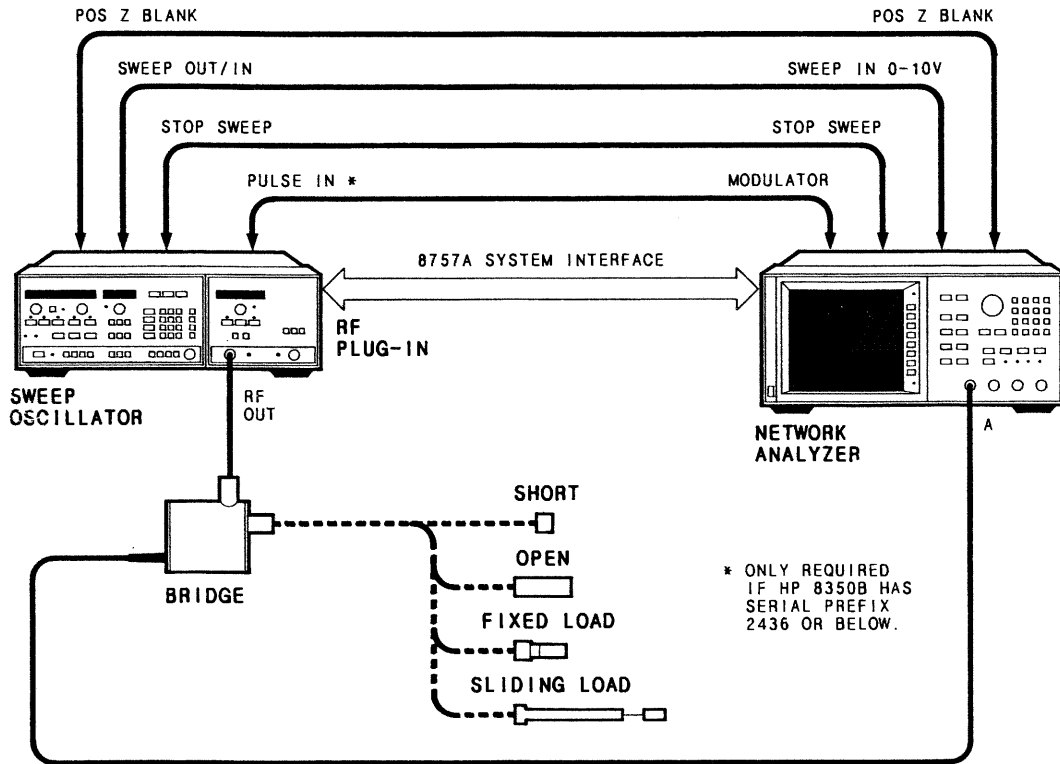 POS Z BLANK
POS Z BLANK
SWEEP OUT/IN
SWEEP IN 0-10V
STOP SWEEP
STOP SWEEP
PULSE IN *
MODULATOR
8757A SYSTEM INTERFACE
RF
PLUG-IN
SWEEP
OSCILLATOR
RF
OUT
A
NETWORK
ANALYZER
SHORT
OPEN
BRIDGE
FIXED LOAD
SLIDING LOAD
* ONLY REQUIRED
IF HP 8350B HAS
SERIAL PREFIX
2436 OR BELOW.